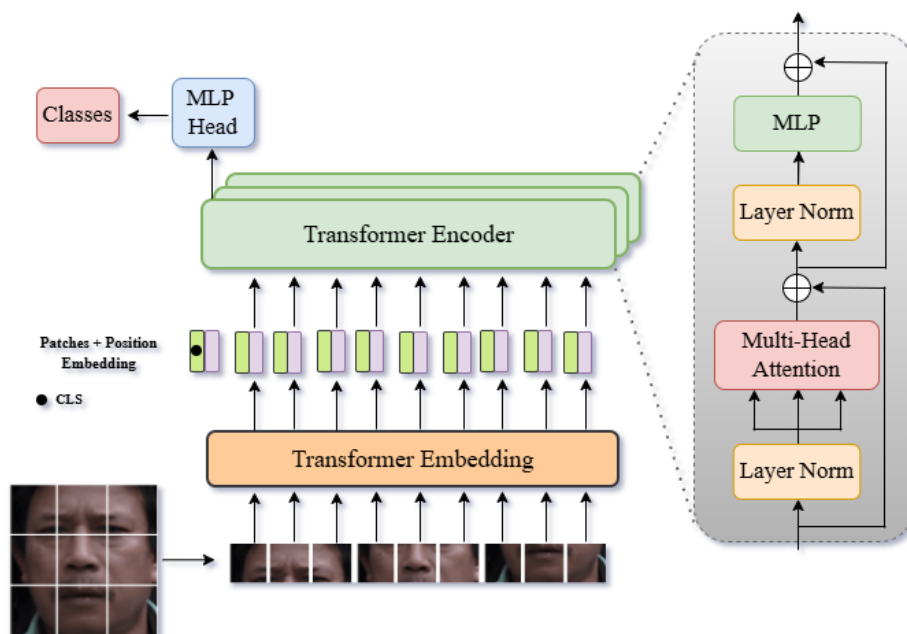 Classes
MLP
Head
Transformer Encoder
Patches + Position
Embedding
CLS
Transformer Embedding
MLP
Layer Norm
Multi-Head
Attention
Layer Norm